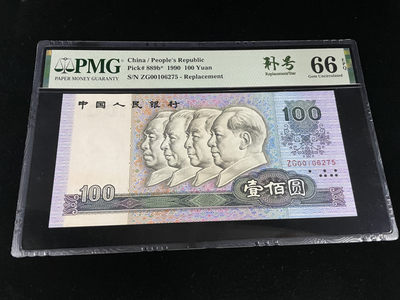 PMG
PAPER MONEY GUARANTY
China / People's Republic
Pick# 889b* 1990 100 Yuan
S/N ZG00106275 - Replacement
补号
Replacement/Star
66 EPQ
Gem Uncirculated
中国人民银行
100
ZG00106275
100
壹佰圆